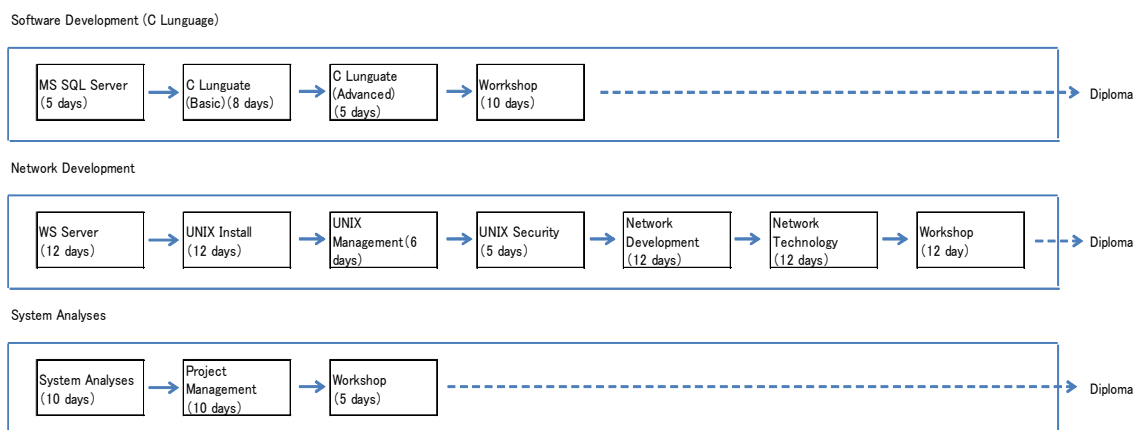 Software Development (C Lunguage)
MS SQL Server
(5 days)
C Lunguate
(Basic)(8 days)
C Lunguate
(Advanced)
(5 days)
Worrkshop
(10 days)
Diploma
Network Development
WS Server
(12 days)
UNIX Install
(12 days)
UNIX
Management(6
days)
UNIX Security
(5 days)
Network
Development
(12 days)
Network
Technology
(12 days)
Workshop
(12 day)
Diploma
System Analyses
System Analyses
(10 days)
Project
Management
(10 days)
Workshop
(5 days)
Diploma